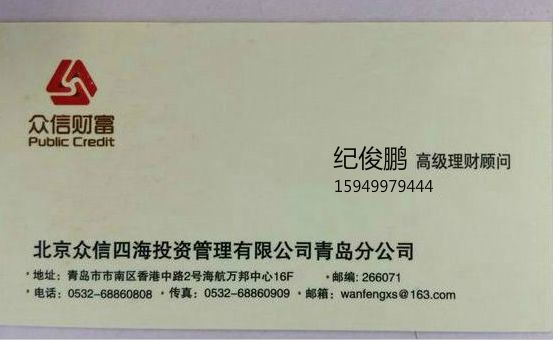 众信财富
Public Credit
纪俊鹏 高级理财顾问
15949979444
北京众信四海投资管理有限公司青岛分公司
·地址：青岛市市南区香港中路2号海航万邦中心16F ·邮编：266071
·电话：0532-68860808 ·传真：0532-68860909 ·邮箱：wanfengxs@163.com